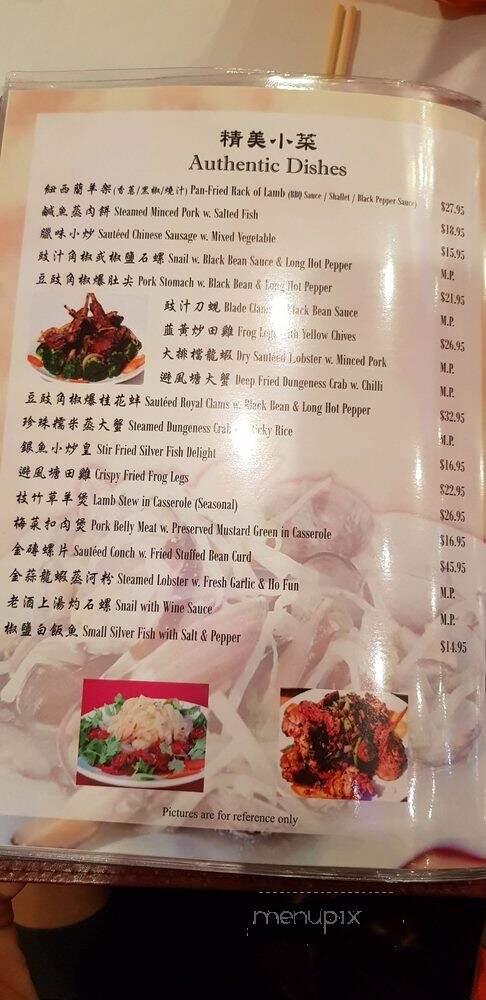 精美小菜
Authentic Dishes
紐西蘭羊架(香蔥/黑椒/燒汁) Pan-Fried Rack of Lamb (BBQ Sauce / Shallet / Black Pepper Sauce) $27.95
鹹魚蒸肉餅 Steamed Minced Pork w. Salted Fish $18.95
臘味小炒 Sautéed Chinese Sausage w. Mixed Vegetable $15.95
豉汁角椒或椒鹽石螺 Snail w. Black Bean Sauce & Long Hot Pepper M.P.
豆豉角椒爆肚尖 Pork Stomach w. Black Bean & Long Hot Pepper $21.95
豉汁刀蜆 Blade Clams w. Black Bean Sauce M.P.
韮黃炒田雞 Frog Legs with Yellow Chives $26.95
大排檔龍蝦 Dry Sautéed Lobster w. Minced Pork M.P.
避風塘大蟹 Deep Fried Dungeness Crab w. Chilli M.P.
豆豉角椒爆桂花蚌 Sautéed Royal Clams w. Black Bean & Long Hot Pepper $32.95
珍珠糯米蒸大蟹 Steamed Dungeness Crab w. Sticky Rice M.P.
銀魚小炒皇 Stir Fried Silver Fish Delight $16.95
避風塘田雞 Crispy Fried Frog Legs $22.95
枝竹草羊煲 Lamb Stew in Casserole (Seasonal) $26.95
梅菜扣肉煲 Pork Belly Meat w. Preserved Mustard Green in Casserole $16.95
金磚螺片 Sautéed Conch w. Fried Stuffed Bean Curd $45.95
金蒜龍蝦蒸河粉 Steamed Lobster w. Fresh Garlic & Ho Fun M.P.
老酒上湯灼石螺 Snail with Wine Sauce M.P.
椒鹽白飯魚 Small Silver Fish with Salt & Pepper $14.95
Pictures are for reference only
menupix